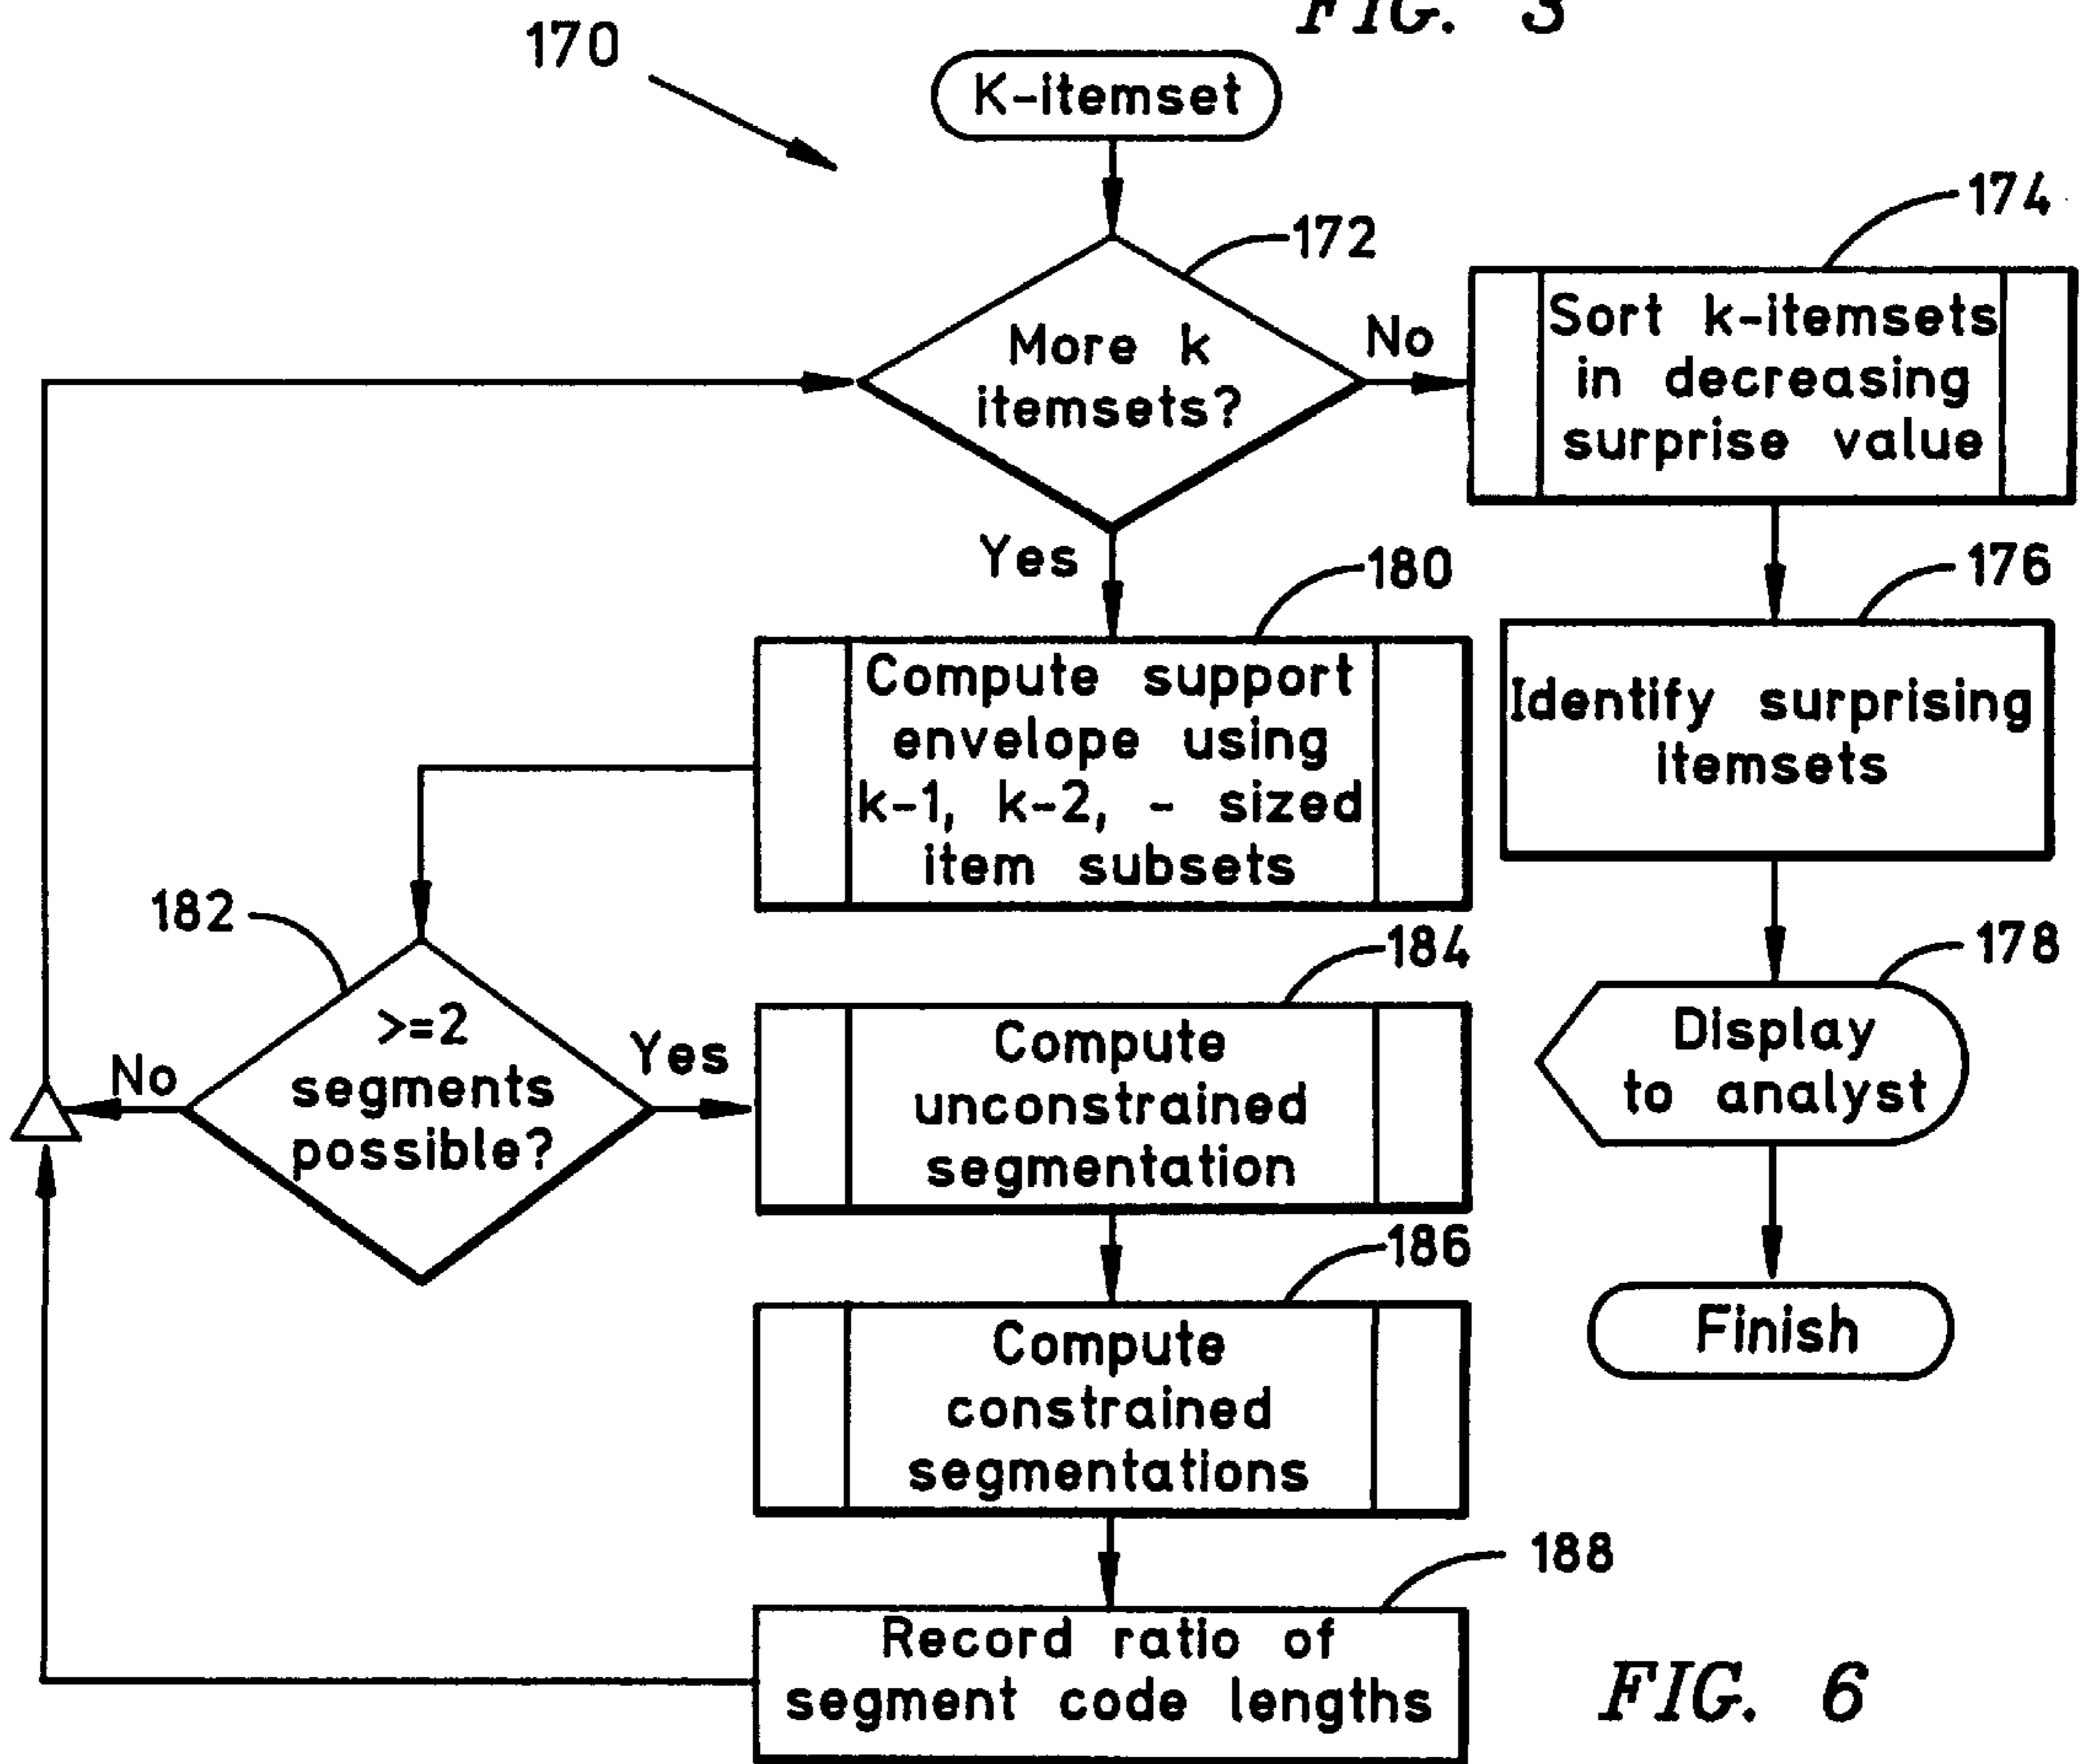 FIG. 3
170
K-itemset
172
174
More k
itemsets?
No
Sort k-itemsets
in decreasing
surprise value
Yes
180
176
Compute support
envelope using
k-1, k-2, - sized
item subsets
Identify surprising
itemsets
182
184
178
>=2
segments
possible?
No
Yes
Compute
unconstrained
segmentation
Display
to analyst
186
Compute
constrained
segmentations
Finish
188
Record ratio of
segment code lengths
FIG. 6